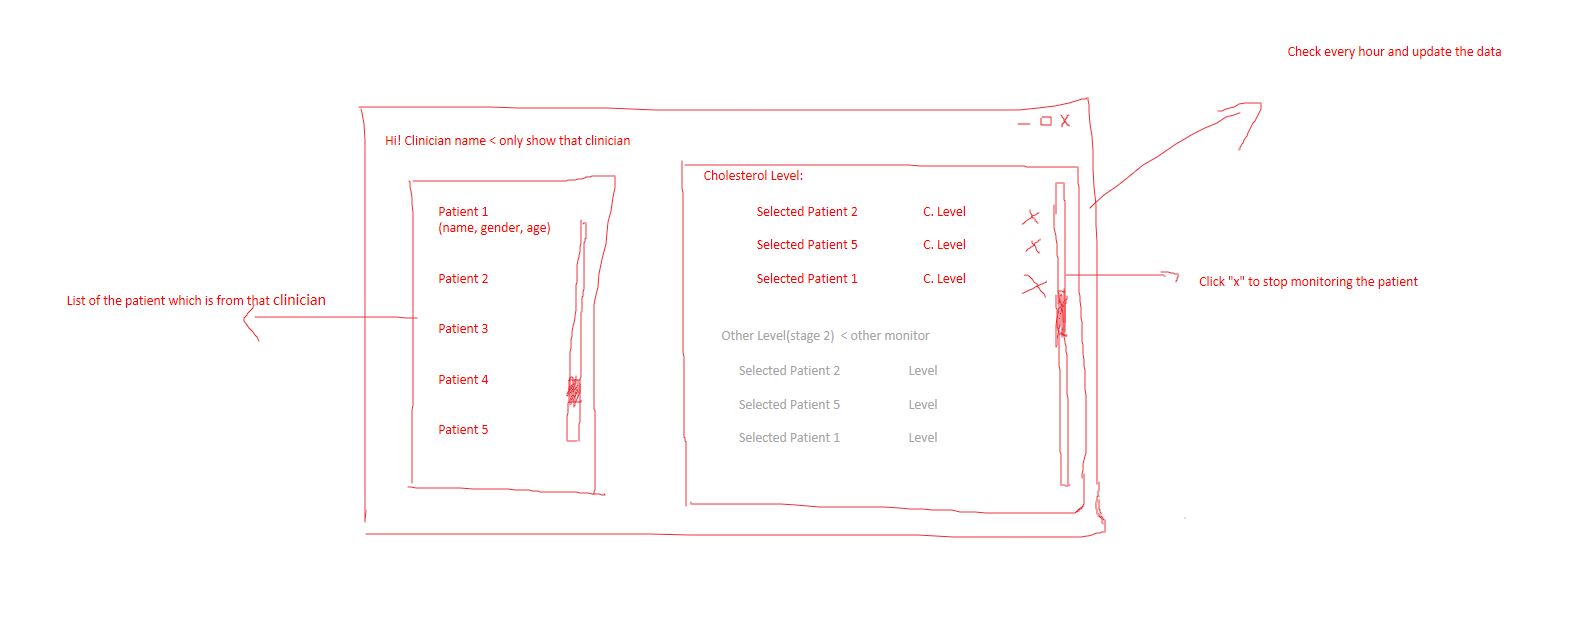 Check every hour and update the data
Hi! Clinician name < only show that clinician
Cholesterol Level:
Patient 1
(name, gender, age)
Selected Patient 2 C. Level
Selected Patient 5 C. Level
Patient 2
Selected Patient 1 C. Level
Click "x" to stop monitoring the patient
List of the patient which is from that clinician
Patient 3
Other Level(stage 2) < other monitor
Selected Patient 2 Level
Patient 4
Selected Patient 5 Level
Patient 5
Selected Patient 1 Level